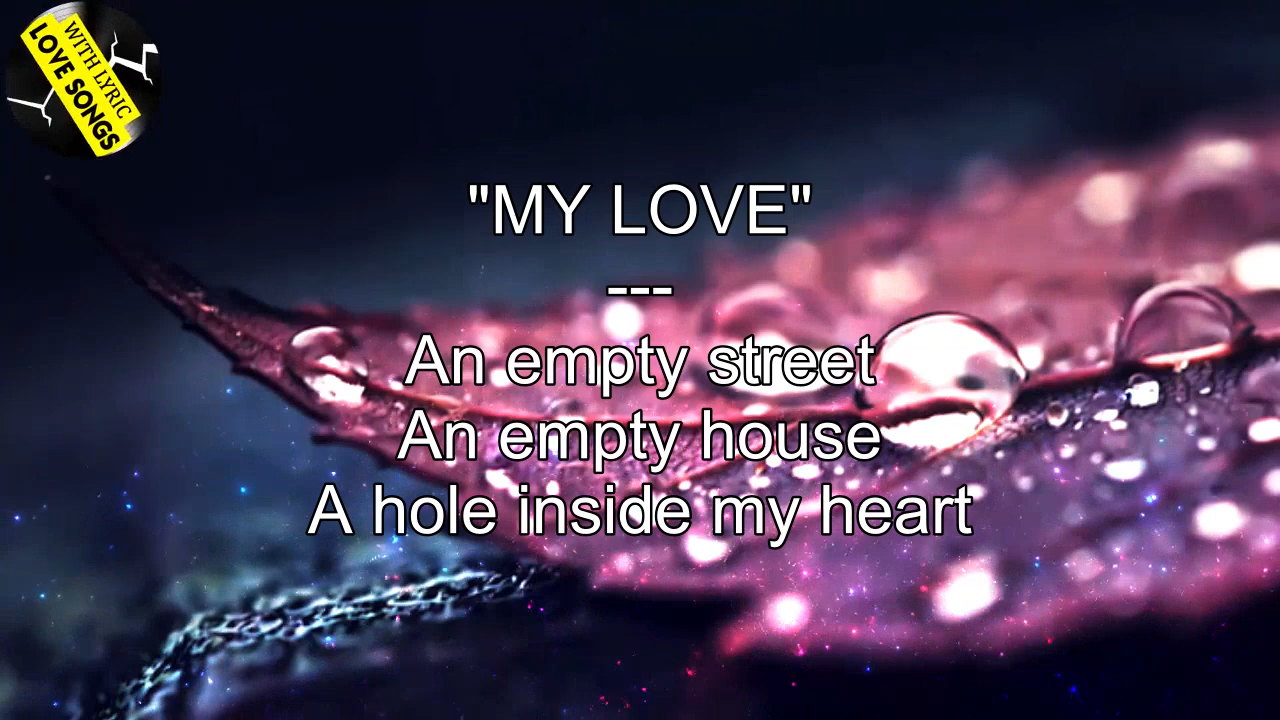 WITH LYRIC
LOVE SONGS
"MY LOVE"
---
An empty street
An empty house
A hole inside my heart